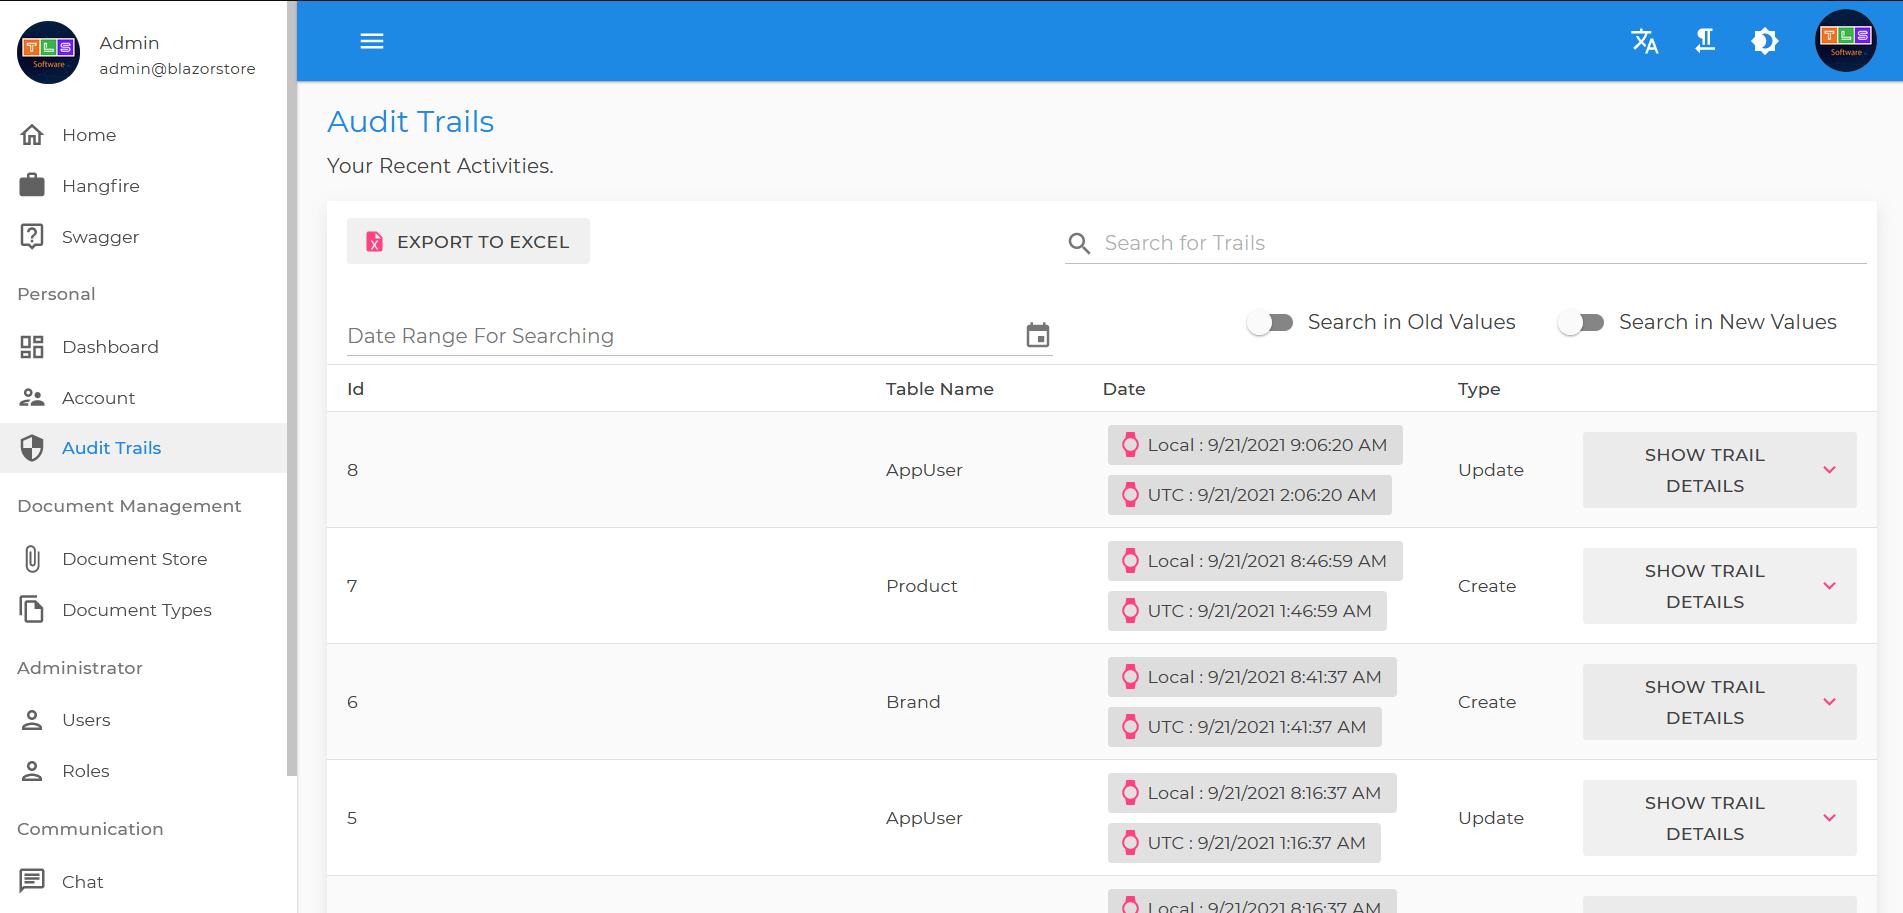 TLS
Software
Admin
admin@blazorstore
Home
Hangfire
Swagger
Personal
Dashboard
Account
Audit Trails
Document Management
Document Store
Document Types
Administrator
Users
Roles
Communication
Chat
TLS
Software
Audit Trails
Your Recent Activities.
EXPORT TO EXCEL
Search for Trails
Date Range For Searching
Search in Old Values
Search in New Values
Id Table Name Date Type
8 AppUser Local : 9/21/2021 9:06:20 AM
UTC : 9/21/2021 2:06:20 AM
Update SHOW TRAIL
DETAILS
7 Product Local : 9/21/2021 8:46:59 AM
UTC : 9/21/2021 1:46:59 AM
Create SHOW TRAIL
DETAILS
6 Brand Local : 9/21/2021 8:41:37 AM
UTC : 9/21/2021 1:41:37 AM
Create SHOW TRAIL
DETAILS
5 AppUser Local : 9/21/2021 8:16:37 AM
UTC : 9/21/2021 1:16:37 AM
Update SHOW TRAIL
DETAILS
Local : 9/21/2021 8:16:37 AM